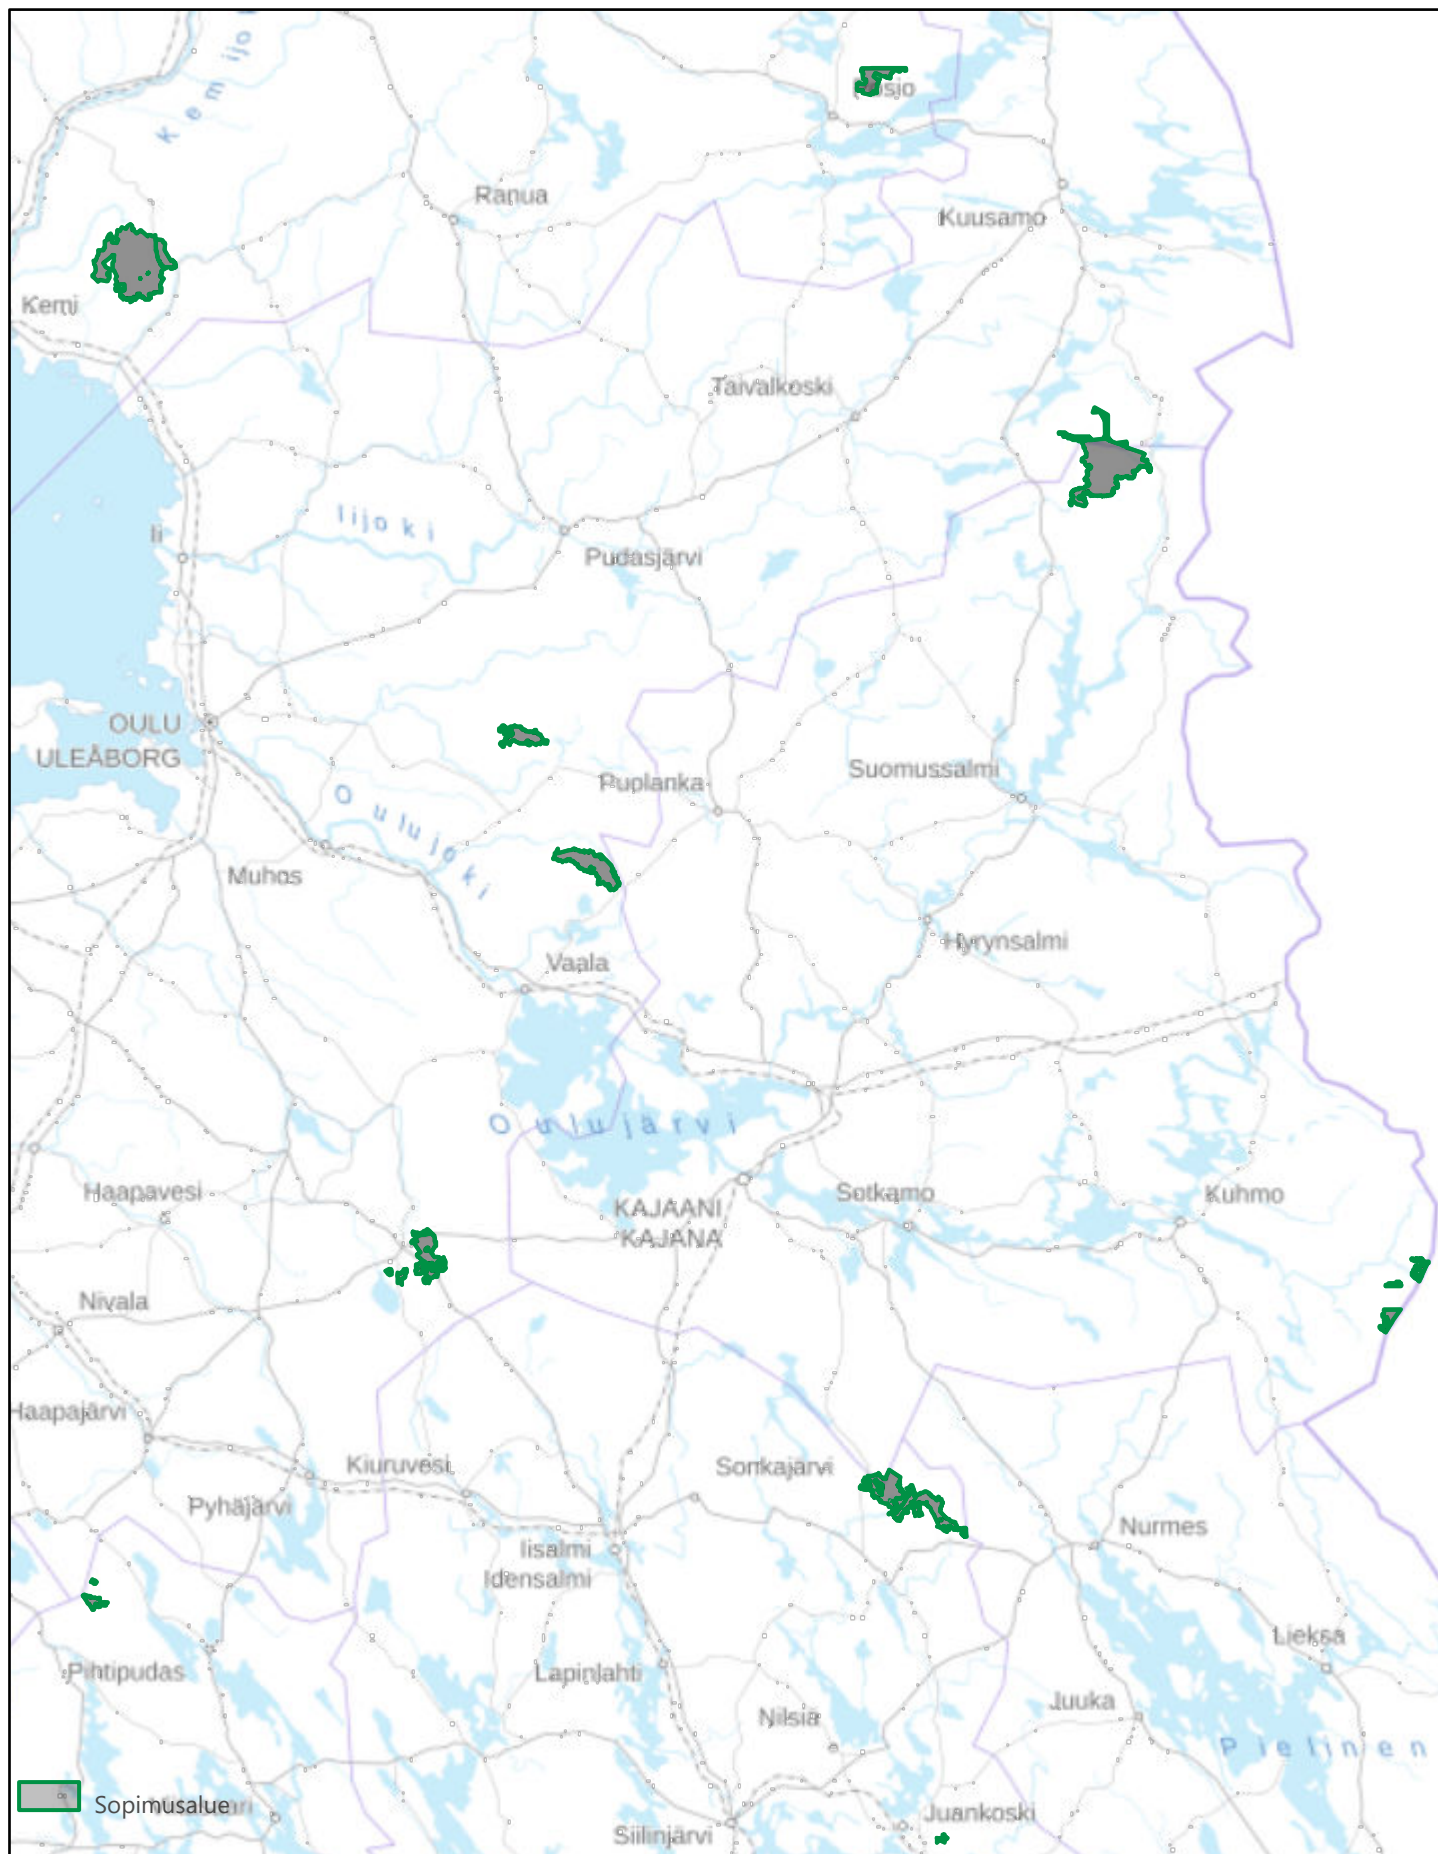 Kemijo
Ranua
Kuusamo
Kemi
Taivalkoski
Iijoki
Ii
Pudasjärvi
OULU
ULEÅBORG
Puolanka
Suomussalmi
Oulujoki
Muhos
Hyrynsalmi
Vaala
Oulujärvi
Haapavesi
KAJAANI
KAJANA
Sotkamo
Kuhmo
Nivala
Haapajärvi
Kiuruvesi
Sonkajärvi
Pyhäjärvi
Nurmes
Iisalmi
Idensalmi
Lieksa
Pihtipudas
Lapinlahti
Nilsiä
Juuka
Pielinen
Sopimusalue
Siilinjärvi
Juankoski